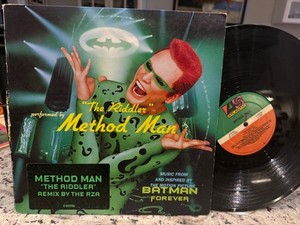 "The Riddler"
performed by
Method Man
METHOD MAN
"THE RIDDLER"
REMIX BY THE RZA
MUSIC FROM
AND INSPIRED BY
THE MOTION PICTURE
BATMAN
FOREVER